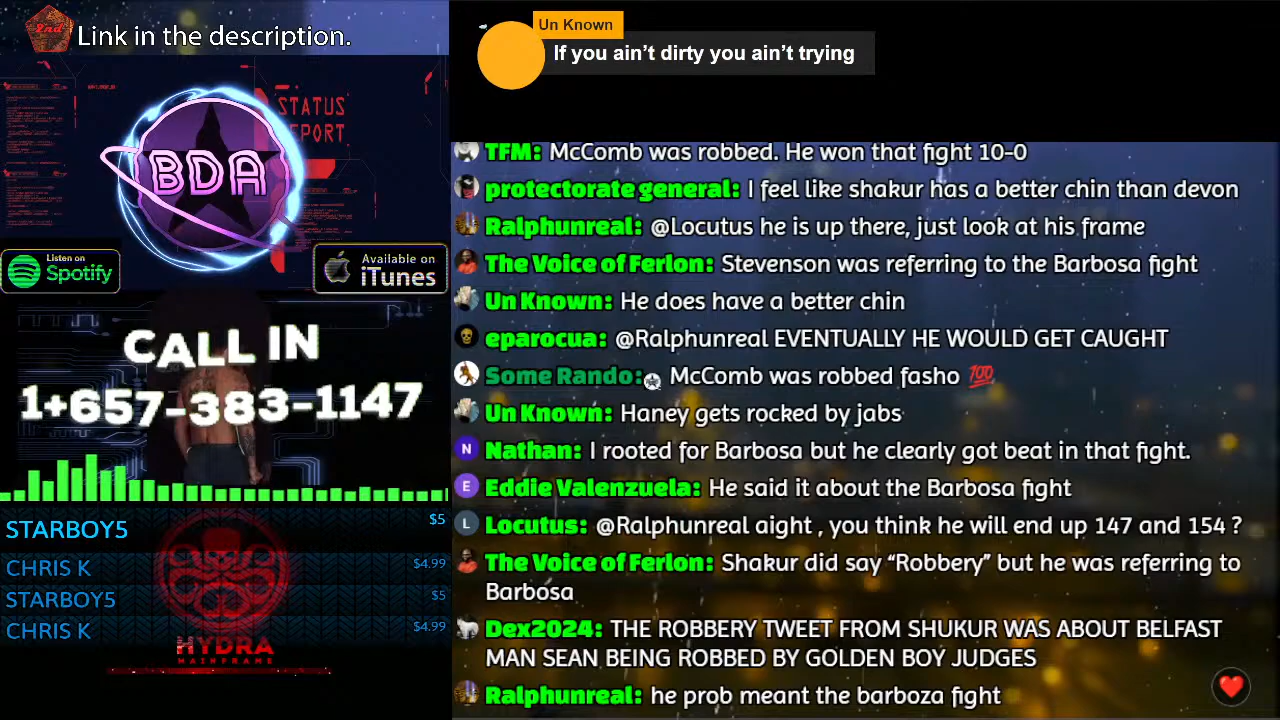 2nd
Link in the description.
STATUS
REPORT
BDA
Listen on
Spotify
Available on
iTunes
CALL IN
1+657-383-1147
STARBOY5 $5
CHRIS K $4.99
STARBOY5 $5
CHRIS K $4.99
HYDRA
MAINFRAME
Un Known
If you ain’t dirty you ain’t trying
TFM: McComb was robbed. He won that fight 10-0
protectorate general: I feel like shakur has a better chin than devon
Ralphunreal: @Locutus he is up there, just look at his frame
The Voice of Ferlon: Stevenson was referring to the Barbosa fight
Un Known: He does have a better chin
eparocua: @Ralphunreal EVENTUALLY HE WOULD GET CAUGHT
Some Rando: McComb was robbed fasho 💯
Un Known: Haney gets rocked by jabs
N Nathan: I rooted for Barbosa but he clearly got beat in that fight.
E Eddie Valenzuela: He said it about the Barbosa fight
L Locutus: @Ralphunreal aight , you think he will end up 147 and 154 ?
The Voice of Ferlon: Shakur did say “Robbery” but he was referring to
Barbosa
Dex2024: THE ROBBERY TWEET FROM SHUKUR WAS ABOUT BELFAST
MAN SEAN BEING ROBBED BY GOLDEN BOY JUDGES
Ralphunreal: he prob meant the barboza fight